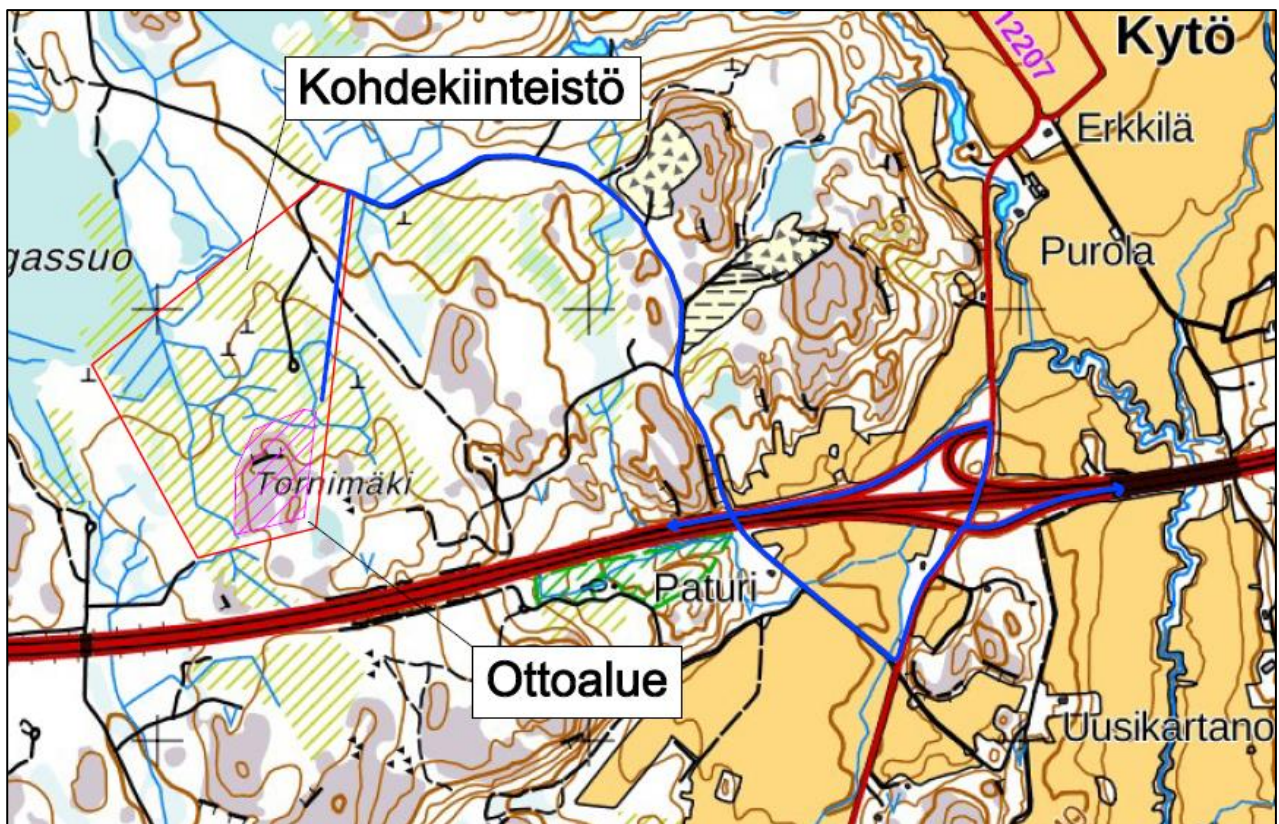 Kytö
12207
Kohdekiinteistö
Erkkilä
Purola
gassuo
Tornimäki
Paturi
Ottoalue
Uusikartano